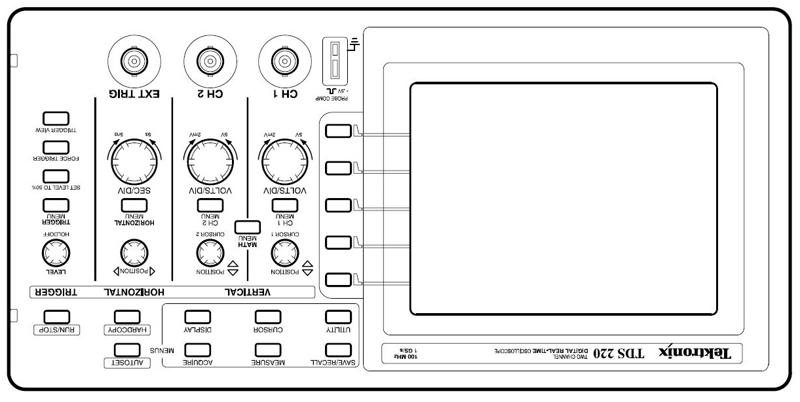 Tektronix TDS 220
TWO CHANNEL
DIGITAL REAL-TIME OSCILLOSCOPE
100 MHz
1 GS/s
SAVE/RECALL MEASURE ACQUIRE MENUS AUTOSET
UTILITY CURSOR DISPLAY HARDCOPY RUN/STOP
VERTICAL HORIZONTAL TRIGGER
POSITION POSITION POSITION LEVEL
CURSOR 1 CURSOR 2 HOLDOFF
MATH
MENU
CH 1
MENU
CH 2
MENU
HORIZONTAL
MENU
TRIGGER
MENU
VOLTS/DIV VOLTS/DIV SEC/DIV
SET LEVEL TO 50%
FORCE TRIGGER
5V 2mV 5V 2mV 5s 5ns
TRIGGER VIEW
PROBE COMP
5V
CH 1 CH 2 EXT TRIG